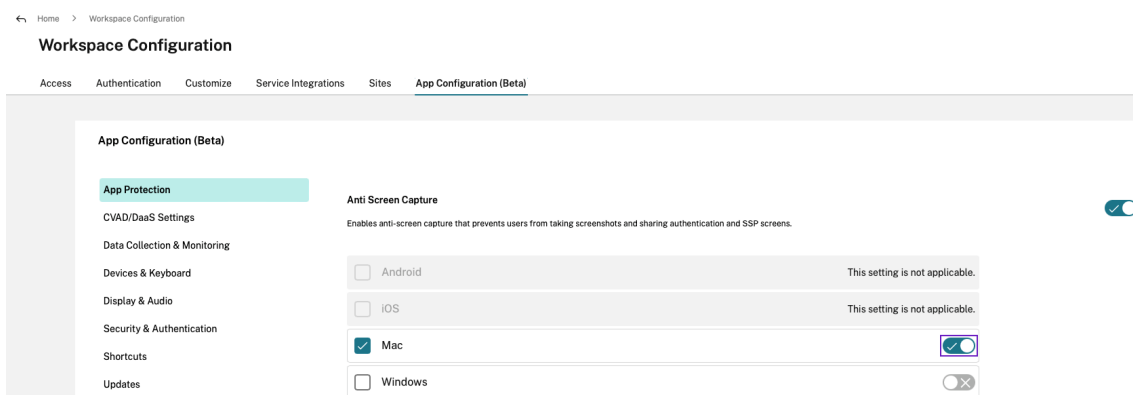 Home > Workspace Configuration
Workspace Configuration
Access Authentication Customize Service Integrations Sites App Configuration (Beta)
App Configuration (Beta)
App Protection
CVAD/DaaS Settings
Data Collection & Monitoring
Devices & Keyboard
Display & Audio
Security & Authentication
Shortcuts
Updates
Anti Screen Capture
Enables anti-screen capture that prevents users from taking screenshots and sharing authentication and SSP screens.
Android This setting is not applicable.
iOS This setting is not applicable.
Mac
Windows